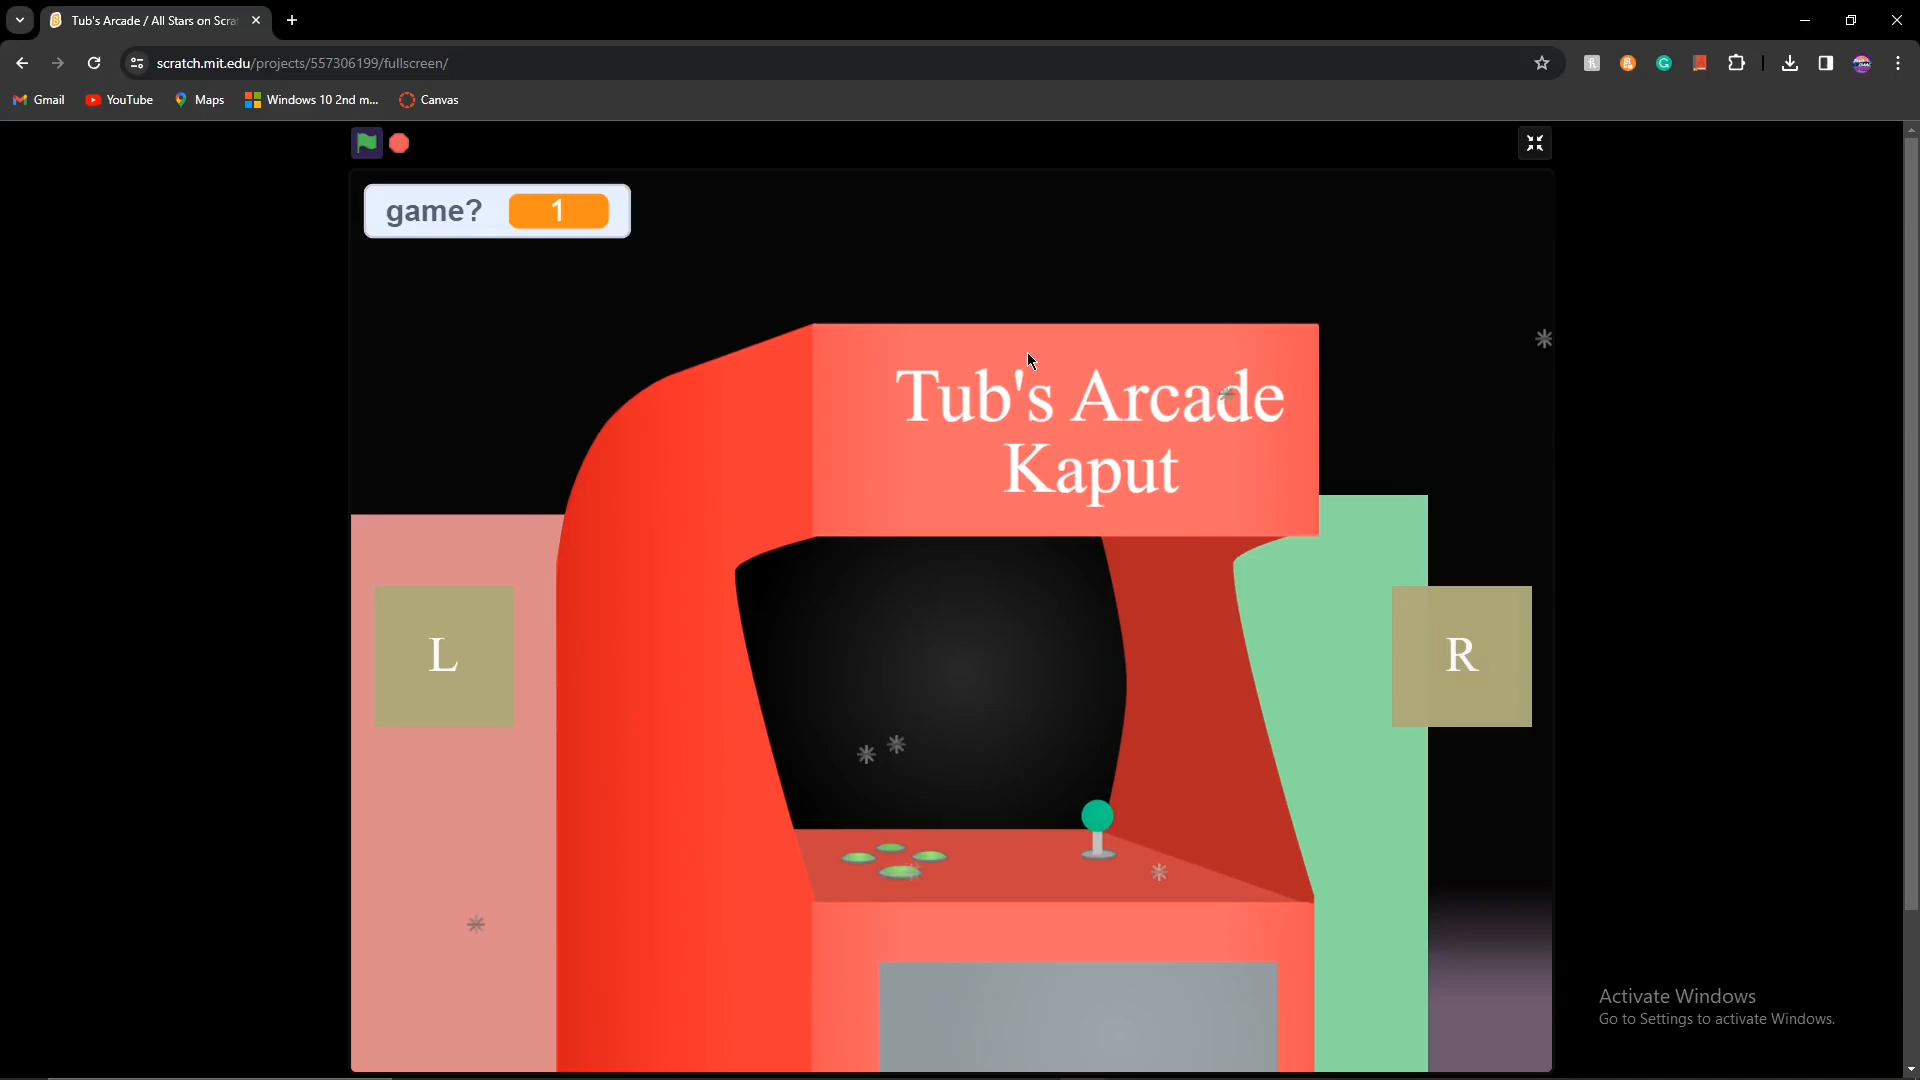 Tub's Arcade / All Stars on Scra
scratch.mit.edu/projects/557306199/fullscreen/
Gmail
YouTube
Maps
Windows 10 2nd m...
Canvas
game? 1
Tub's Arcade
Kaput
L
R
Activate Windows
Go to Settings to activate Windows.